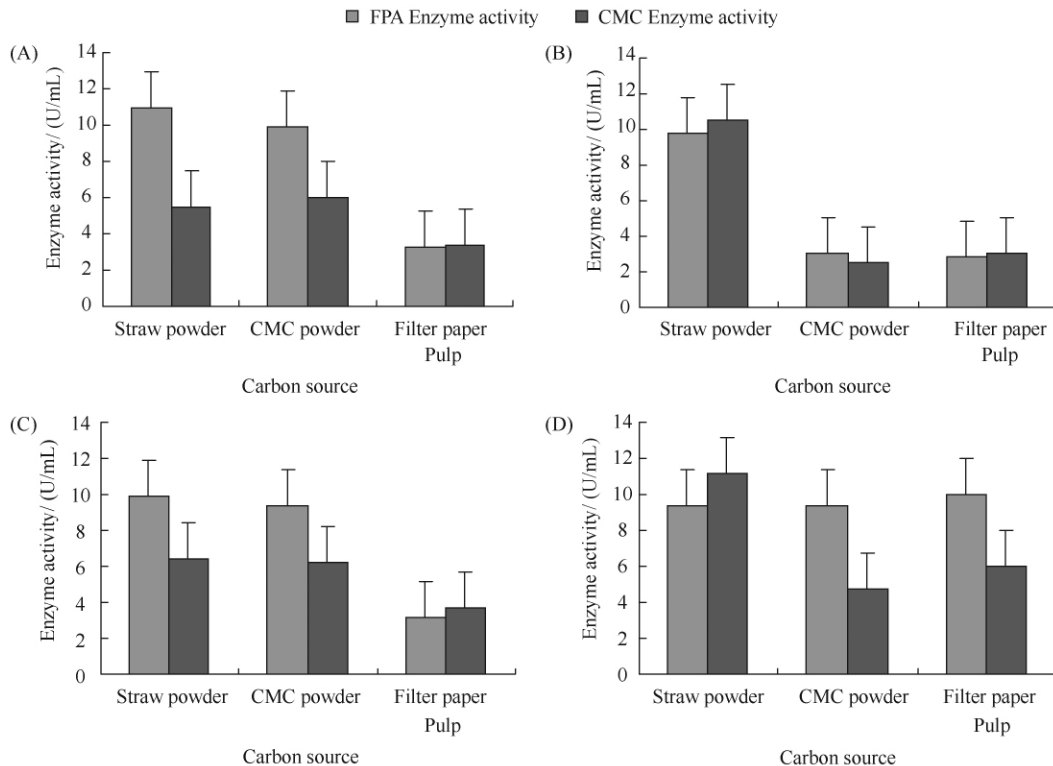 FPA Enzyme activity CMC Enzyme activity
(A)
Enzyme activity/ (U/mL)
14
12
10
8
6
4
2
0
Straw powder CMC powder Filter paper
Pulp
Carbon source
(B)
Enzyme activity/ (U/mL)
14
12
10
8
6
4
2
0
Straw powder CMC powder Filter paper
Pulp
Carbon source
(C)
Enzyme activity/ (U/mL)
14
12
10
8
6
4
2
0
Straw powder CMC powder Filter paper
Pulp
Carbon source
(D)
Enzyme activity/ (U/mL)
14
12
10
8
6
4
2
0
Straw powder CMC powder Filter paper
Pulp
Carbon source